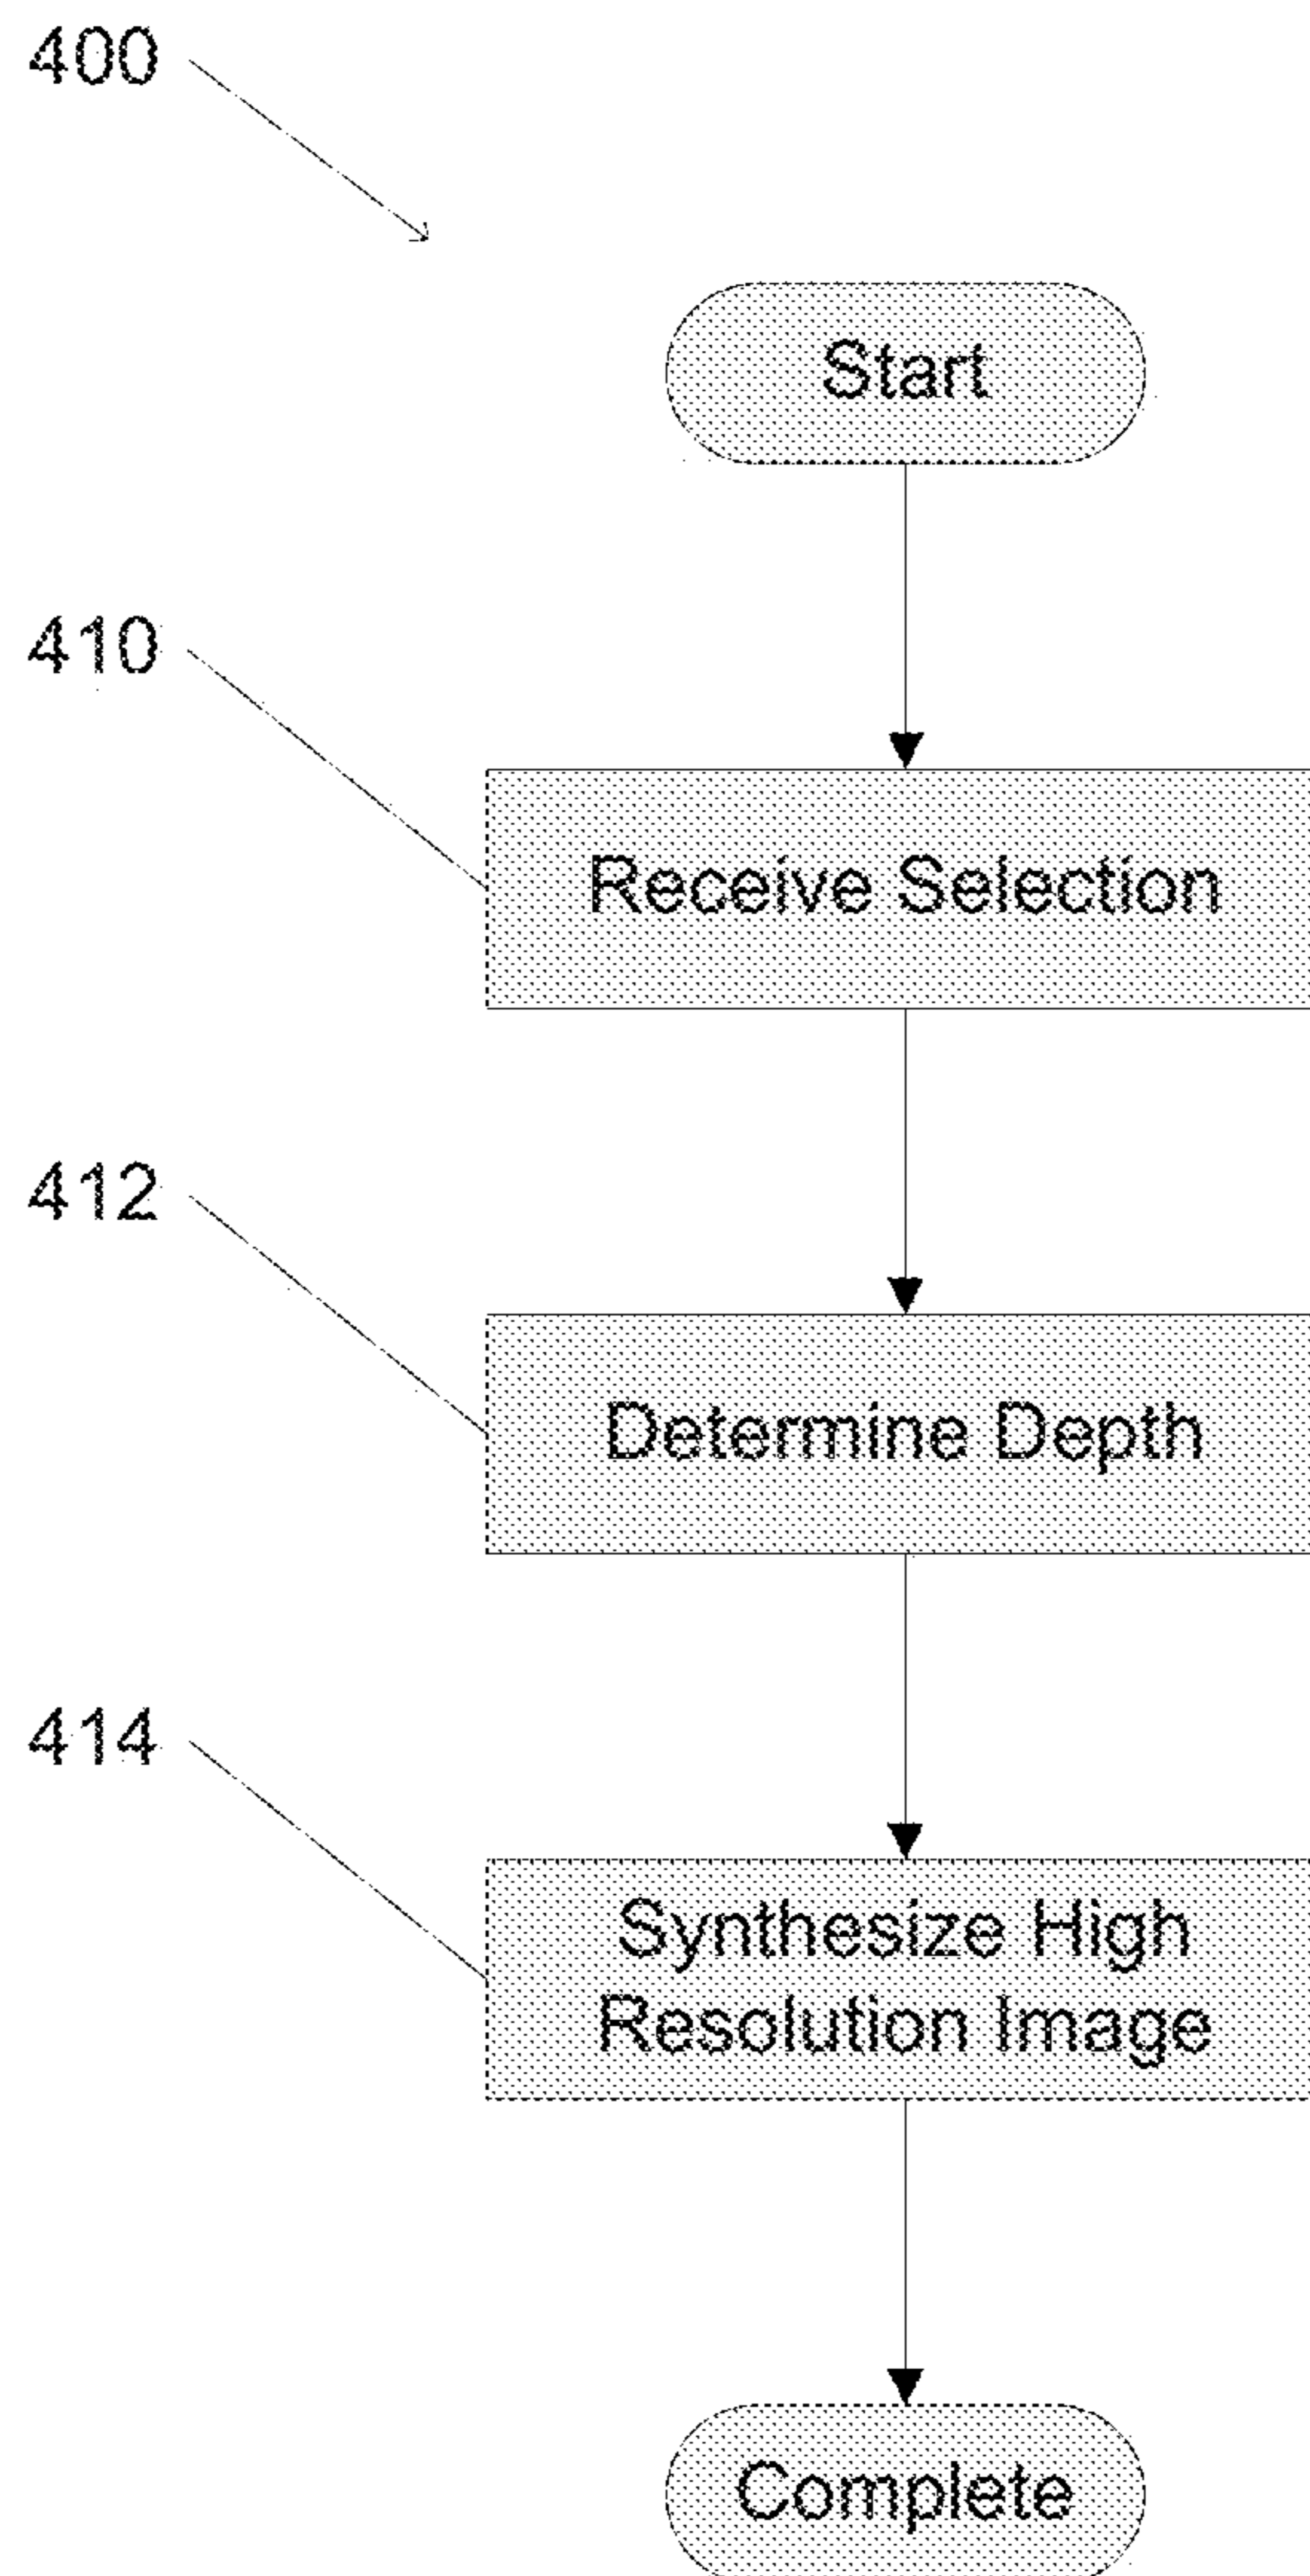 400
Start
410
Receive Selection
412
Determine Depth
414
Synthesize High
Resolution Image
Complete